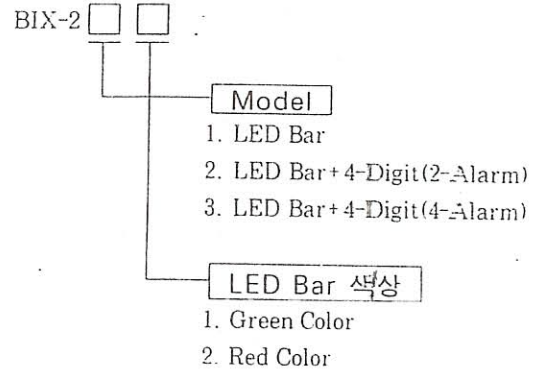 BIX-2 □ □
Model
1. LED Bar
2. LED Bar+4-Digit(2-Alarm)
3. LED Bar+4-Digit(4-Alarm)
LED Bar 색상
1. Green Color
2. Red Color